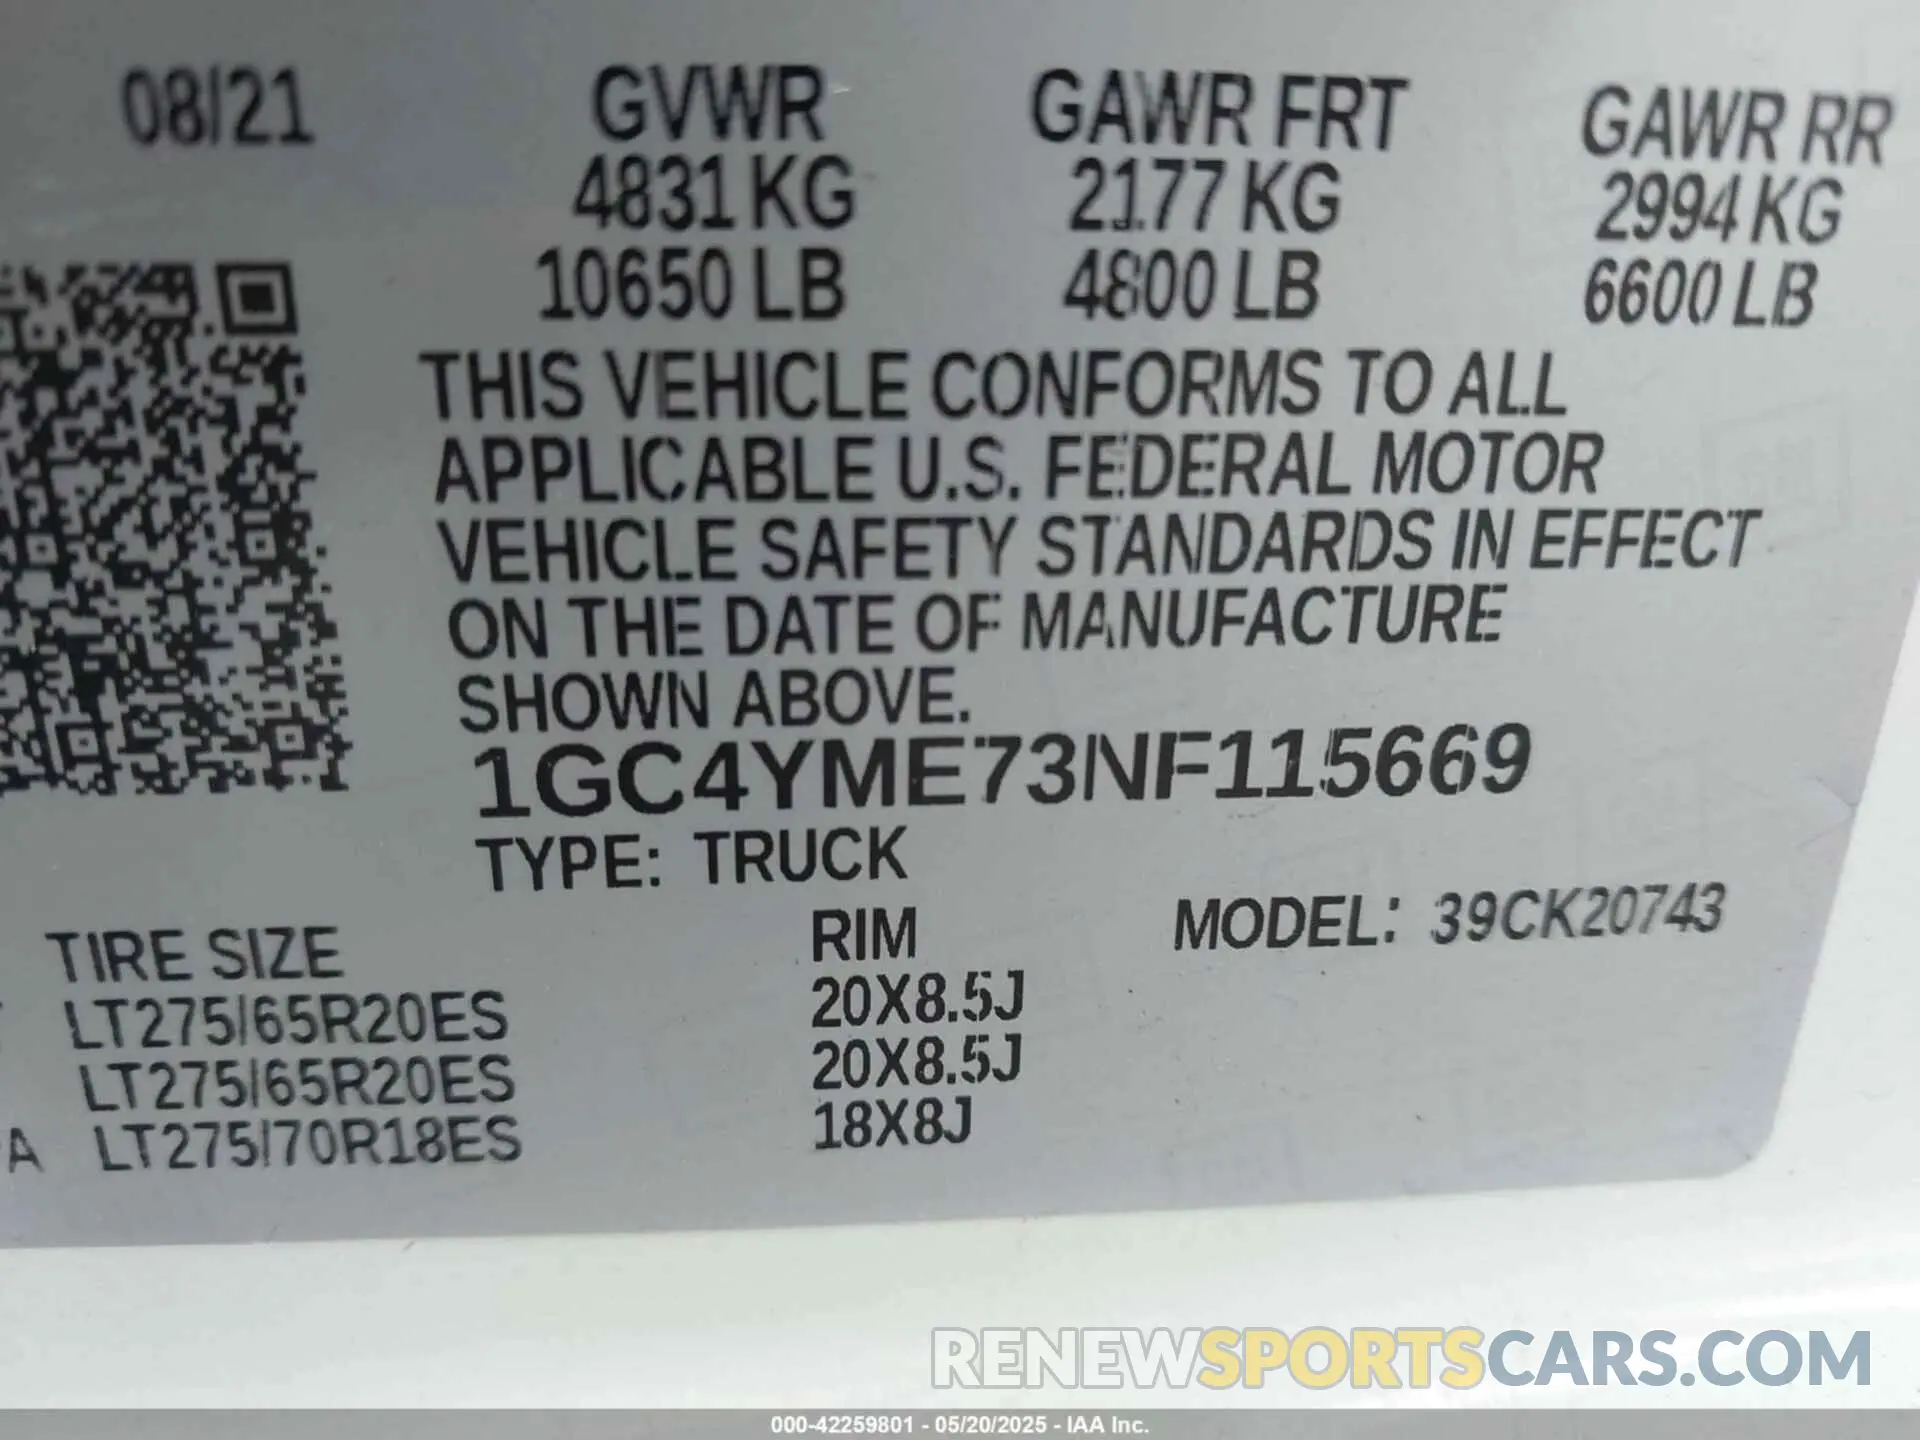 08/21 GVWR GAWR FRT GAWR RR
4831 KG 2177 KG 2994 KG
10650 LB 4800 LB 6600 LB
THIS VEHICLE CONFORMS TO ALL
APPLICABLE U.S. FEDERAL MOTOR
VEHICLE SAFETY STANDARDS IN EFFECT
ON THE DATE OF MANUFACTURE
SHOWN ABOVE.
1GC4YME73NF115669
TYPE: TRUCK
TIRE SIZE RIM MODEL: 39CK20743
LT275/65R20ES 20X8.5J
LT275/65R20ES 20X8.5J
A LT275/70R18ES 18X8J
RENEWSPORTSCARS.COM
000-42259801 - 05/20/2025 - IAA Inc.